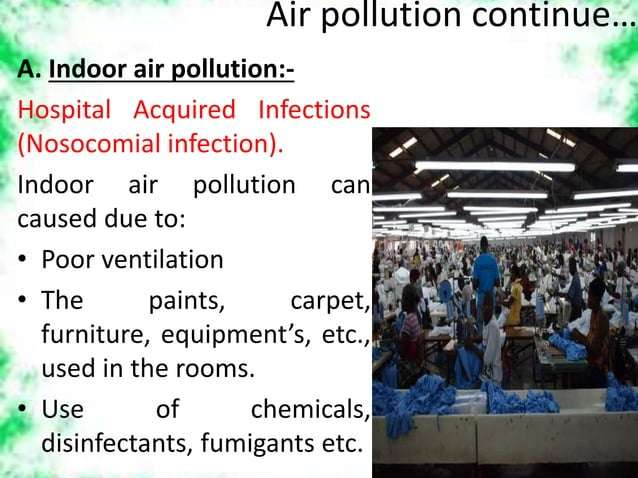 Air pollution continue…
A. Indoor air pollution:-
Hospital Acquired Infections
(Nosocomial infection).
Indoor air pollution can
caused due to:
• Poor ventilation
• The paints, carpet,
furniture, equipment’s, etc.,
used in the rooms.
• Use of chemicals,
disinfectants, fumigants etc.